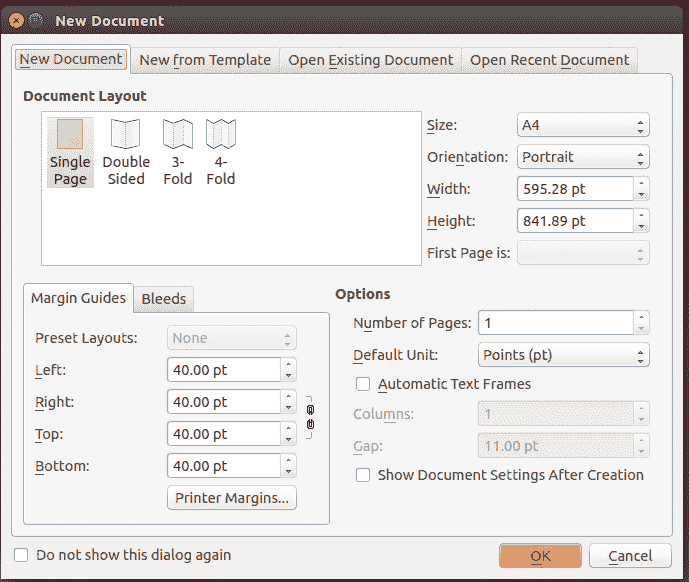 New Document
New Document New from Template Open Existing Document Open Recent Document
Document Layout
Single Page
Double Sided
3-Fold
4-Fold
Size: A4
Orientation: Portrait
Width: 595.28 pt
Height: 841.89 pt
First Page is:
Margin Guides Bleeds
Preset Layouts: None
Left: 40.00 pt
Right: 40.00 pt
Top: 40.00 pt
Bottom: 40.00 pt
Printer Margins...
Options
Number of Pages: 1
Default Unit: Points (pt)
Automatic Text Frames
Columns: 1
Gap: 11.00 pt
Show Document Settings After Creation
Do not show this dialog again
OK Cancel